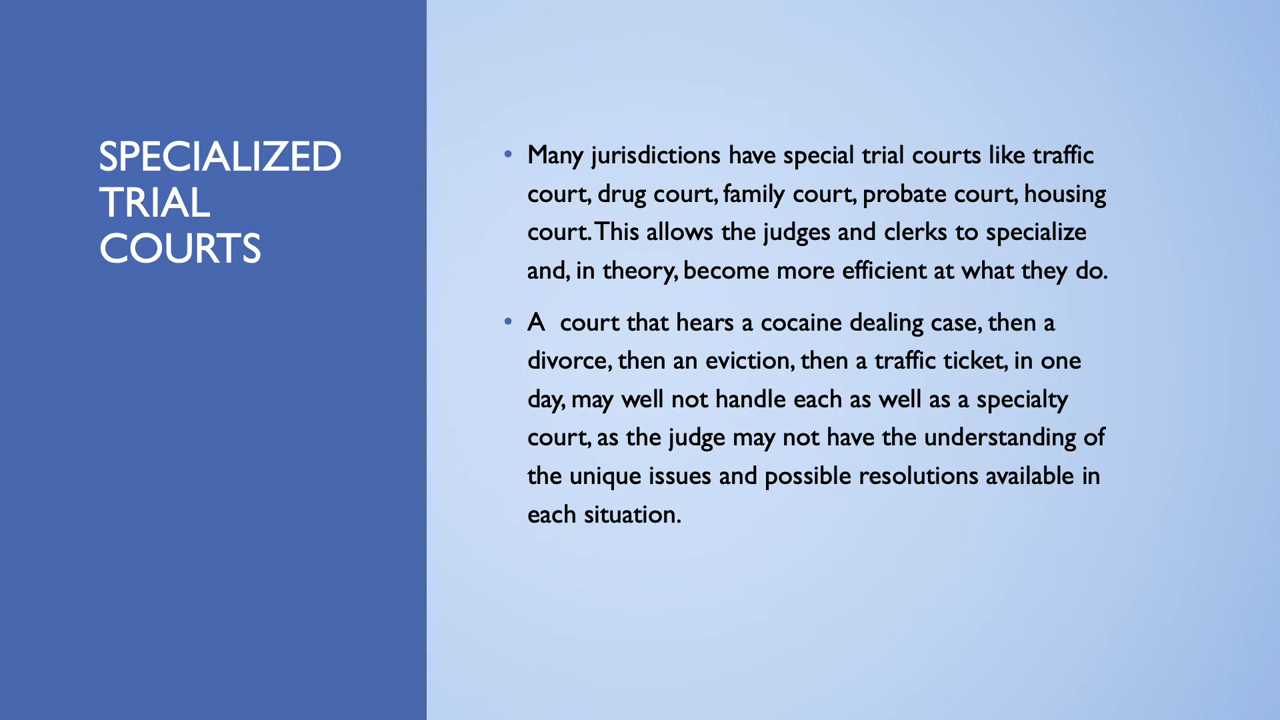 SPECIALIZED
TRIAL
COURTS
• Many jurisdictions have special trial courts like traffic
court, drug court, family court, probate court, housing
court. This allows the judges and clerks to specialize
and, in theory, become more efficient at what they do.
• A  court that hears a cocaine dealing case, then a
divorce, then an eviction, then a traffic ticket, in one
day, may well not handle each as well as a specialty
court, as the judge may not have the understanding of
the unique issues and possible resolutions available in
each situation.